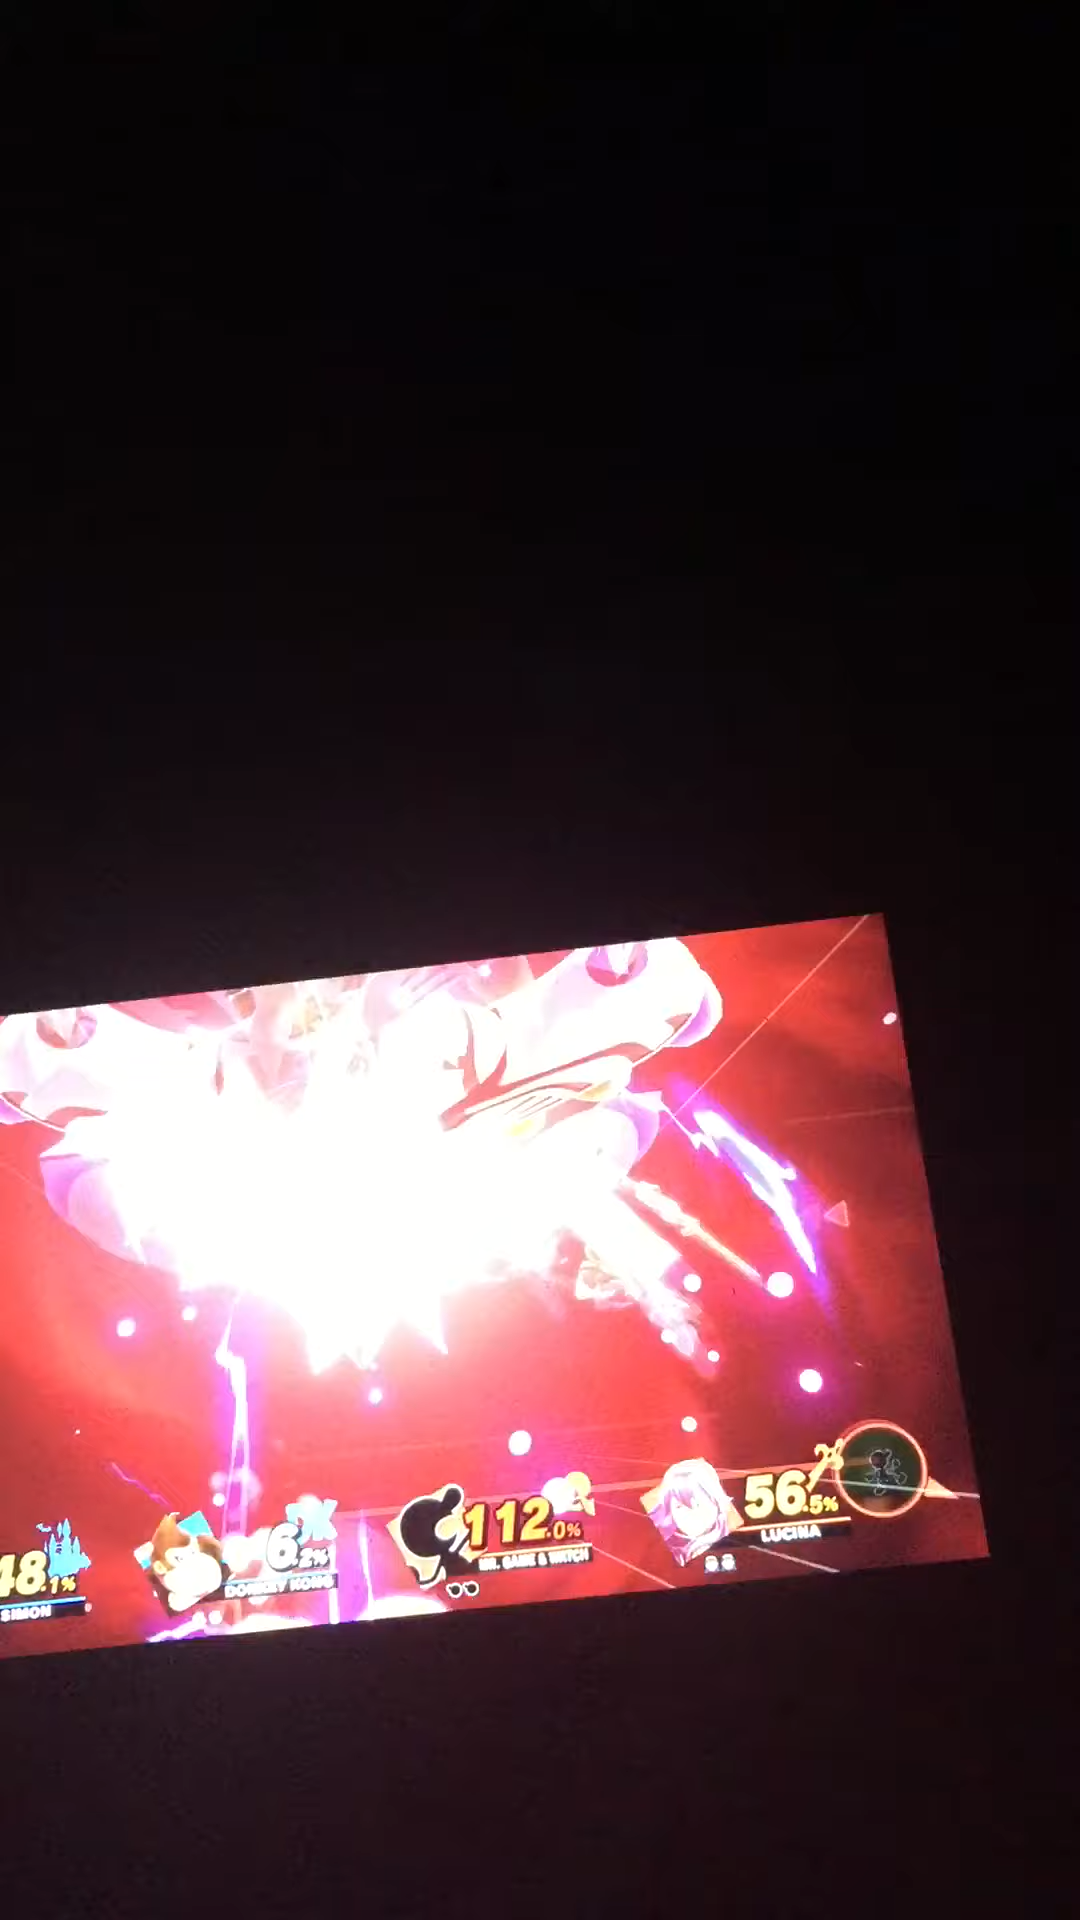 48.1%
SIMON
6.2%
DONKEY KONG
112.0%
MR. GAME & WATCH
56.5%
LUCINA